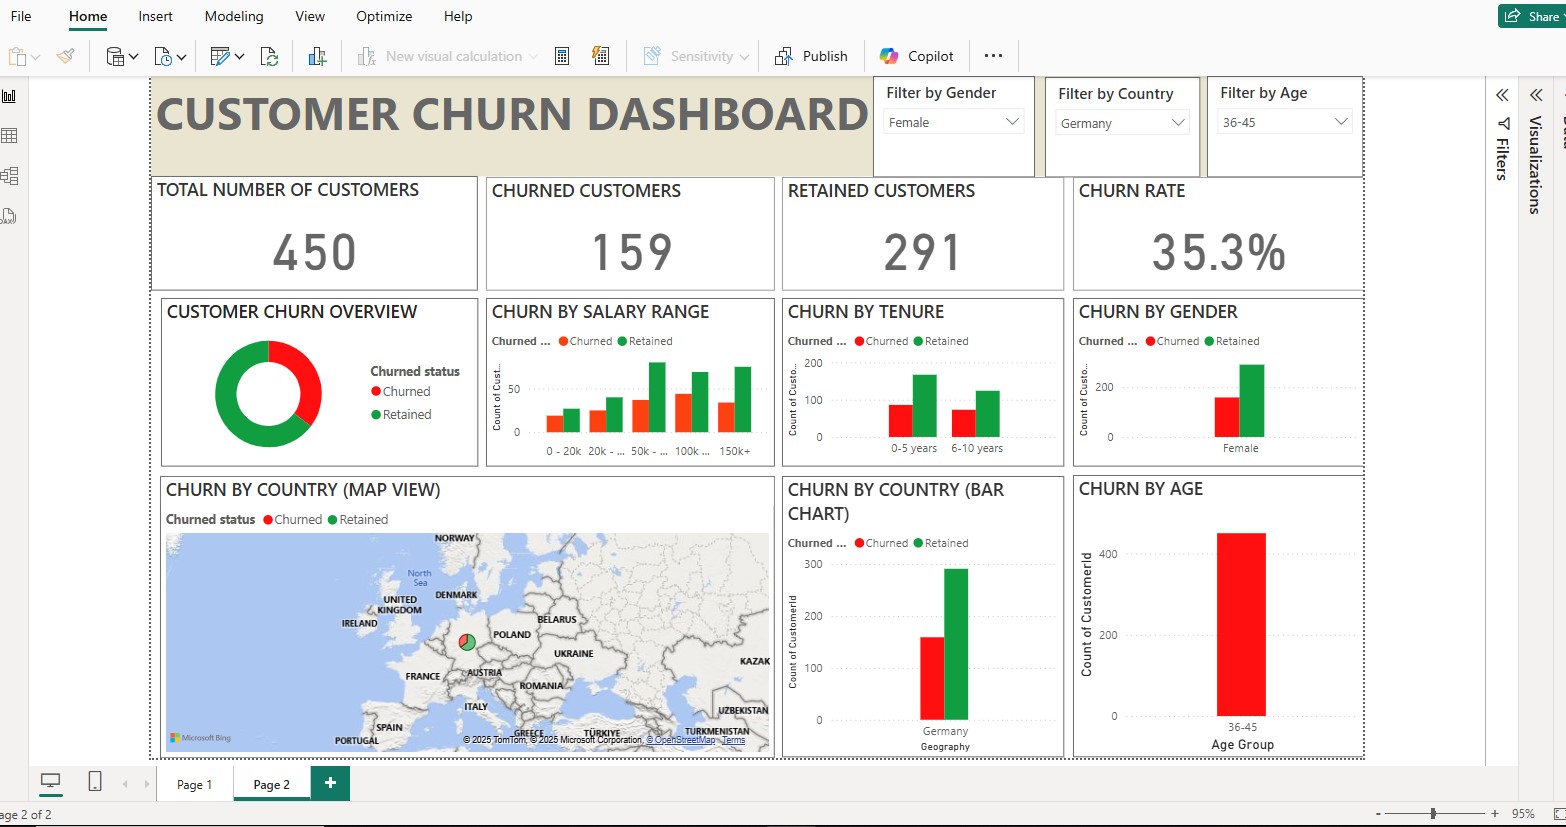 File Home Insert Modeling View Optimize Help
Share
New visual calculation
Sensitivity
Publish
Copilot
CUSTOMER CHURN DASHBOARD
Filter by Gender
Female
Filter by Country
Germany
Filter by Age
36-45
Filters
Visualizations
TOTAL NUMBER OF CUSTOMERS
450
CHURNED CUSTOMERS
159
RETAINED CUSTOMERS
291
CHURN RATE
35.3%
CUSTOMER CHURN OVERVIEW
Churned status
Churned
Retained
CHURN BY SALARY RANGE
Churned ... Churned Retained
Count of Cust...
50
0
0 - 20k 20k - ... 50k - ... 100k ... 150k+
CHURN BY TENURE
Churned ... Churned Retained
Count of Custo...
200
100
0
0-5 years 6-10 years
CHURN BY GENDER
Churned ... Churned Retained
Count of Custo...
200
0
Female
CHURN BY COUNTRY (MAP VIEW)
Churned status Churned Retained
NORWAY
North
Sea
DENMARK
UNITED
KINGDOM
IRELAND
BELARUS
POLAND
UKRAINE
KAZAK
FRANCE
AUSTRIA
ROMANIA
ITALY
UZBEKISTAN
SPAIN
PORTUGAL
GREECE
TÜRKIYE
TURKMENISTAN
Microsoft Bing
© 2025 TomTom, © 2025 Microsoft Corporation, © OpenStreetMap Terms
CHURN BY COUNTRY (BAR
CHART)
Churned ... Churned Retained
Count of CustomerId
300
200
100
0
Germany
Geography
CHURN BY AGE
Count of CustomerId
400
200
0
36-45
Age Group
Page 1
Page 2
+
age 2 of 2
- + 95%